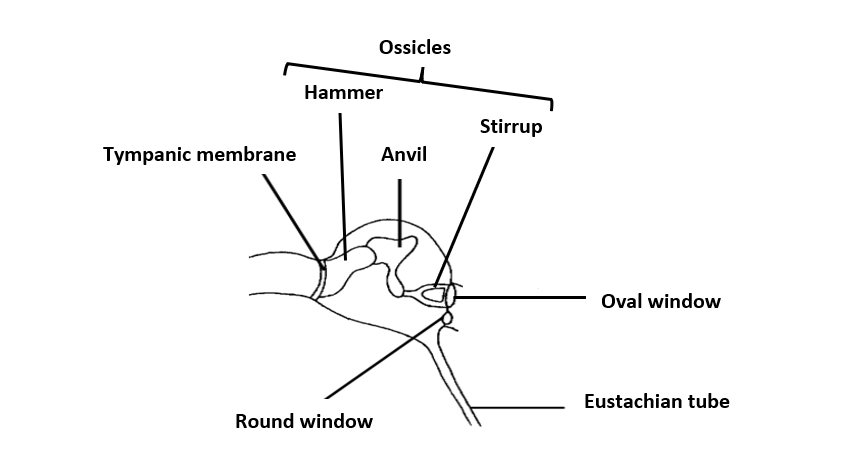 Ossicles
Hammer
Stirrup
Tympanic membrane
Anvil
Oval window
Eustachian tube
Round window